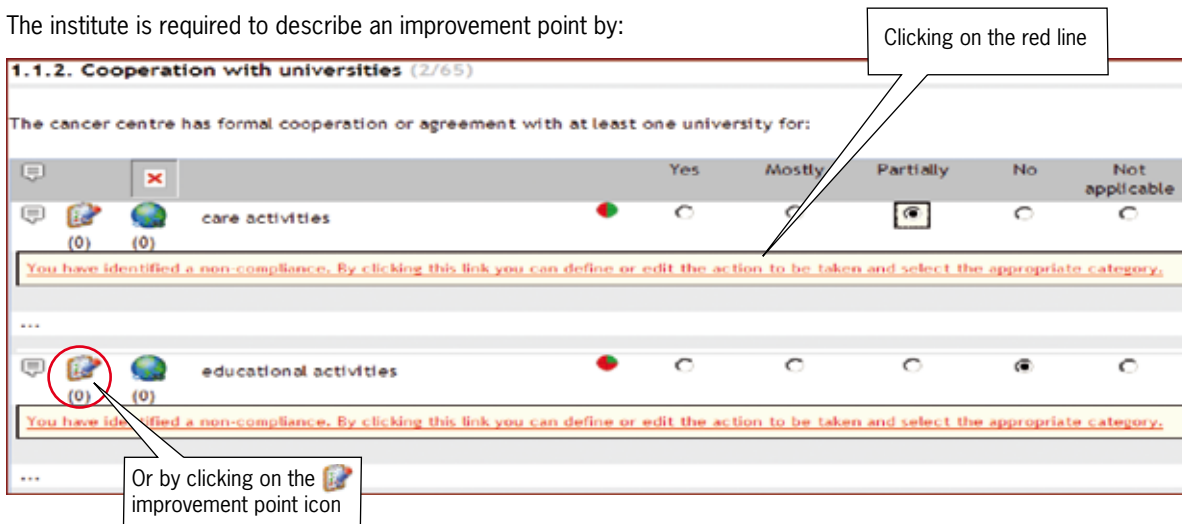 The institute is required to describe an improvement point by:
Clicking on the red line
1.1.2. Cooperation with universities (2/65)
The cancer centre has formal cooperation or agreement with at least one university for:
Yes Mostly Partially No Not applicable
care activities
(0) (0)
You have identified a non-compliance. By clicking this link you can define or edit the action to be taken and select the appropriate category.
...
educational activities
(0) (0)
You have identified a non-compliance. By clicking this link you can define or edit the action to be taken and select the appropriate category.
...
Or by clicking on the
improvement point icon